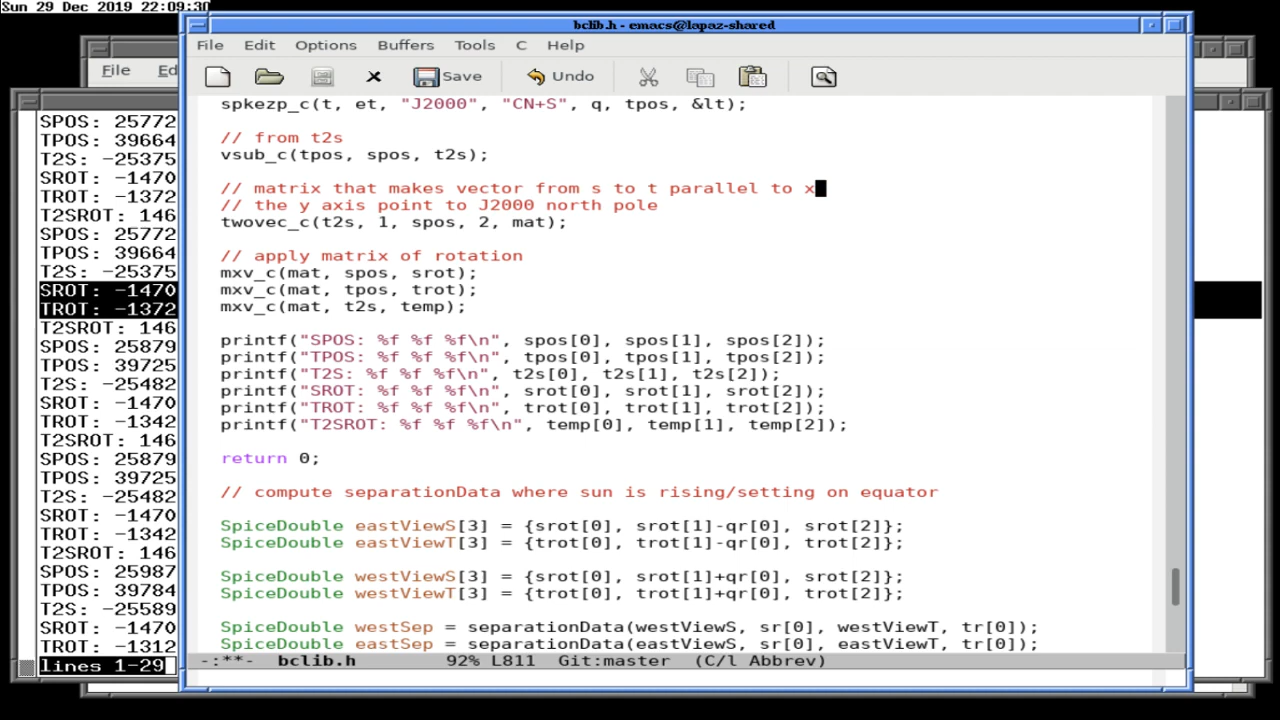 Sun 29 Dec 2019 22:09:30
bclib.h - emacs@lapaz-shared
File Edit Options Buffers Tools C Help
Save Undo
spkezp_c(t, et, "J2000", "CN+S", q, tpos, &lt);
// from t2s
vsub_c(tpos, spos, t2s);
// matrix that makes vector from s to t parallel to x
// the y axis point to J2000 north pole
twovec_c(t2s, 1, spos, 2, mat);
// apply matrix of rotation
mxv_c(mat, spos, srot);
mxv_c(mat, tpos, trot);
mxv_c(mat, t2s, temp);
printf("SPOS: %f %f %f\n", spos[0], spos[1], spos[2]);
printf("TPOS: %f %f %f\n", tpos[0], tpos[1], tpos[2]);
printf("T2S: %f %f %f\n", t2s[0], t2s[1], t2s[2]);
printf("SROT: %f %f %f\n", srot[0], srot[1], srot[2]);
printf("TROT: %f %f %f\n", trot[0], trot[1], trot[2]);
printf("T2SROT: %f %f %f\n", temp[0], temp[1], temp[2]);
return 0;
// compute separationData where sun is rising/setting on equator
SpiceDouble eastViewS[3] = {srot[0], srot[1]-qr[0], srot[2]};
SpiceDouble eastViewT[3] = {trot[0], trot[1]-qr[0], trot[2]};
SpiceDouble westViewS[3] = {srot[0], srot[1]+qr[0], srot[2]};
SpiceDouble westViewT[3] = {trot[0], trot[1]+qr[0], trot[2]};
SpiceDouble westSep = separationData(westViewS, sr[0], westViewT, tr[0]);
SpiceDouble eastSep = separationData(eastViewS, sr[0], eastViewT, tr[0]);
-:**- bclib.h 92% L811 Git:master (C/l Abbrev)
File Ed
SPOS: 25772
TPOS: 39664
T2S: -25375
SROT: -1470
TROT: -1372
T2SROT: 146
SPOS: 25772
TPOS: 39664
T2S: -25375
SROT: -1470
TROT: -1372
T2SROT: 146
SPOS: 25879
TPOS: 39725
T2S: -25482
SROT: -1470
TROT: -1342
T2SROT: 146
SPOS: 25879
TPOS: 39725
T2S: -25482
SROT: -1470
TROT: -1342
T2SROT: 146
SPOS: 25987
TPOS: 39784
T2S: -25589
SROT: -1470
TROT: -1312
lines 1-29